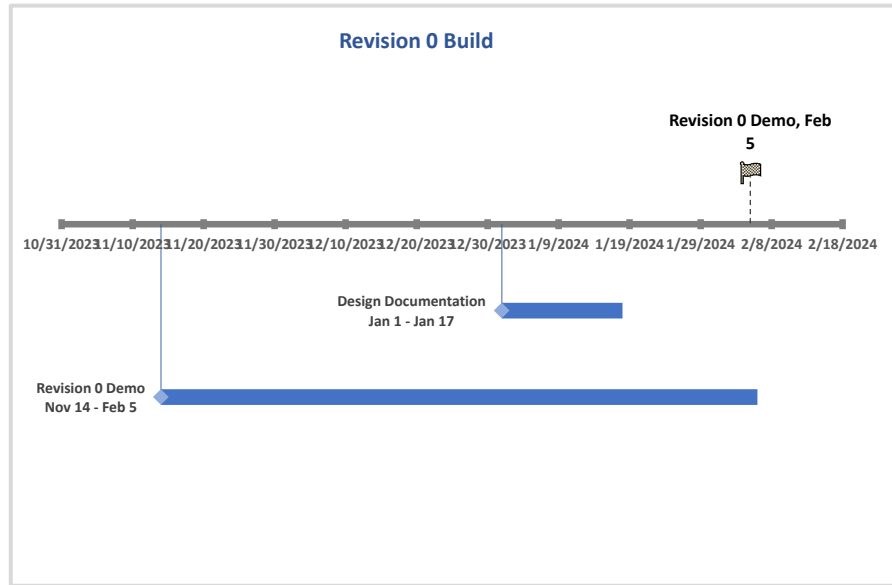 Revision 0 Build
Revision 0 Demo, Feb
5
10/31/2023 11/10/2023 11/20/2023 11/30/2023 12/10/2023 12/20/2023 12/30/2023 1/9/2024 1/19/2024 1/29/2024 2/8/2024 2/18/2024
Design Documentation
Jan 1 - Jan 17
Revision 0 Demo
Nov 14 - Feb 5